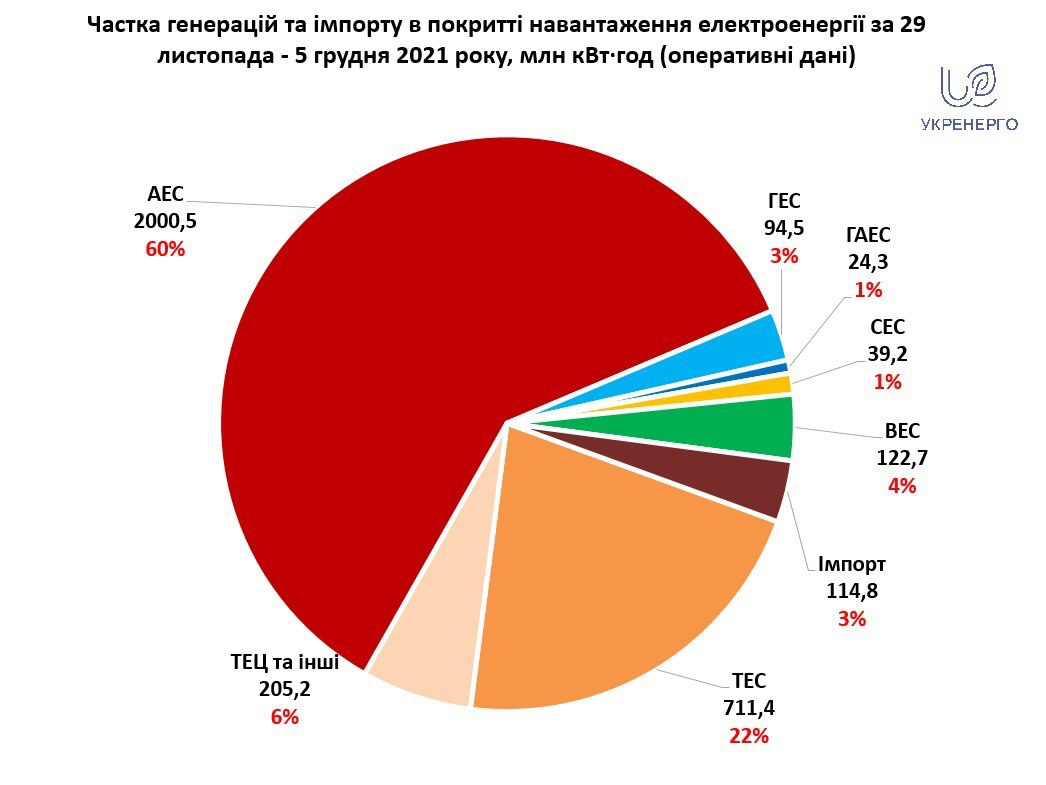 Частка генерацій та імпорту в покритті навантаження електроенергії за 29
листопада - 5 грудня 2021 року, млн кВт·год (оперативні дані)
УКРЕНЕРГО
АЕС
2000,5
60%
ГЕС
94,5
3%
ГАЕС
24,3
1%
СЕС
39,2
1%
ВЕС
122,7
4%
Імпорт
114,8
3%
ТЕС
711,4
22%
ТЕЦ та інші
205,2
6%